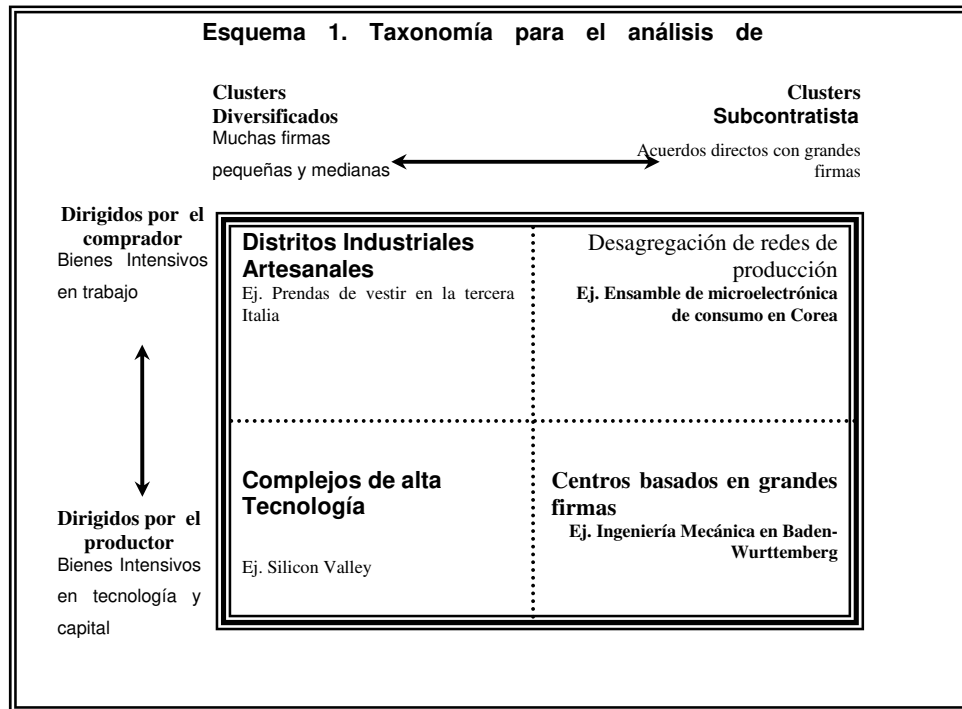 Esquema 1. Taxonomía para el análisis de
Clusters
Diversificados
Muchas firmas
pequeñas y medianas
Clusters
Subcontratista
Acuerdos directos con grandes
firmas
Dirigidos por el
comprador
Bienes Intensivos
en trabajo
Distritos Industriales
Artesanales
Ej. Prendas de vestir en la tercera
Italia
Desagregación de redes de
producción
Ej. Ensamble de microelectrónica
de consumo en Corea
Dirigidos por el
productor
Bienes Intensivos
en tecnología y
capital
Complejos de alta
Tecnología
Ej. Silicon Valley
Centros basados en grandes
firmas
Ej. Ingeniería Mecánica en Baden-
Wurttemberg